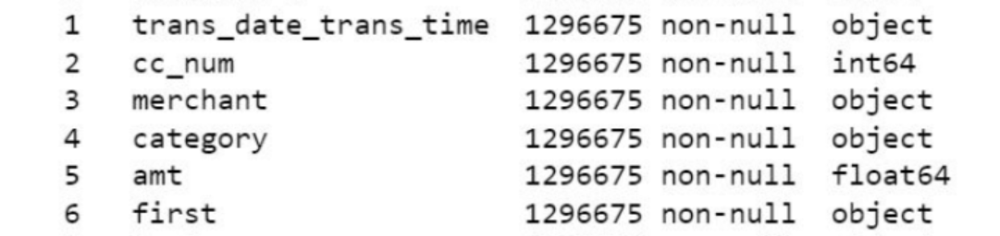 1 trans_date_trans_time 1296675 non-null object
2 cc_num 1296675 non-null int64
3 merchant 1296675 non-null object
4 category 1296675 non-null object
5 amt 1296675 non-null float64
6 first 1296675 non-null object